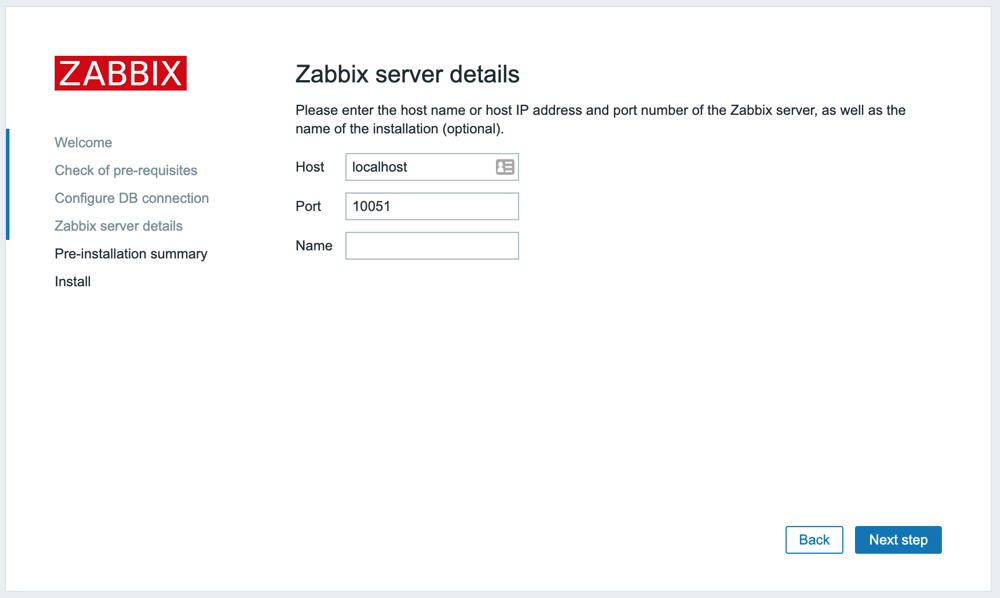 ZABBIX
Welcome
Check of pre-requisites
Configure DB connection
Zabbix server details
Pre-installation summary
Install
Zabbix server details
Please enter the host name or host IP address and port number of the Zabbix server, as well as the
name of the installation (optional).
Host localhost
Port 10051
Name
Back Next step